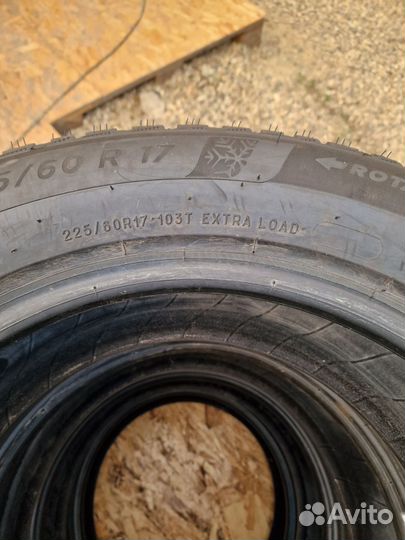 5/60 R 17
ROTA
225/60R17 103T EXTRA LOAD
Avito